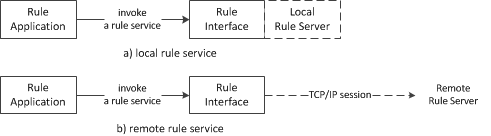 Rule
Application
invoke
a rule service
Rule
Interface
Local
Rule Server
a) local rule service
Rule
Application
invoke
a rule service
Rule
Interface
TCP/IP session
Remote
Rule Server
b) remote rule service